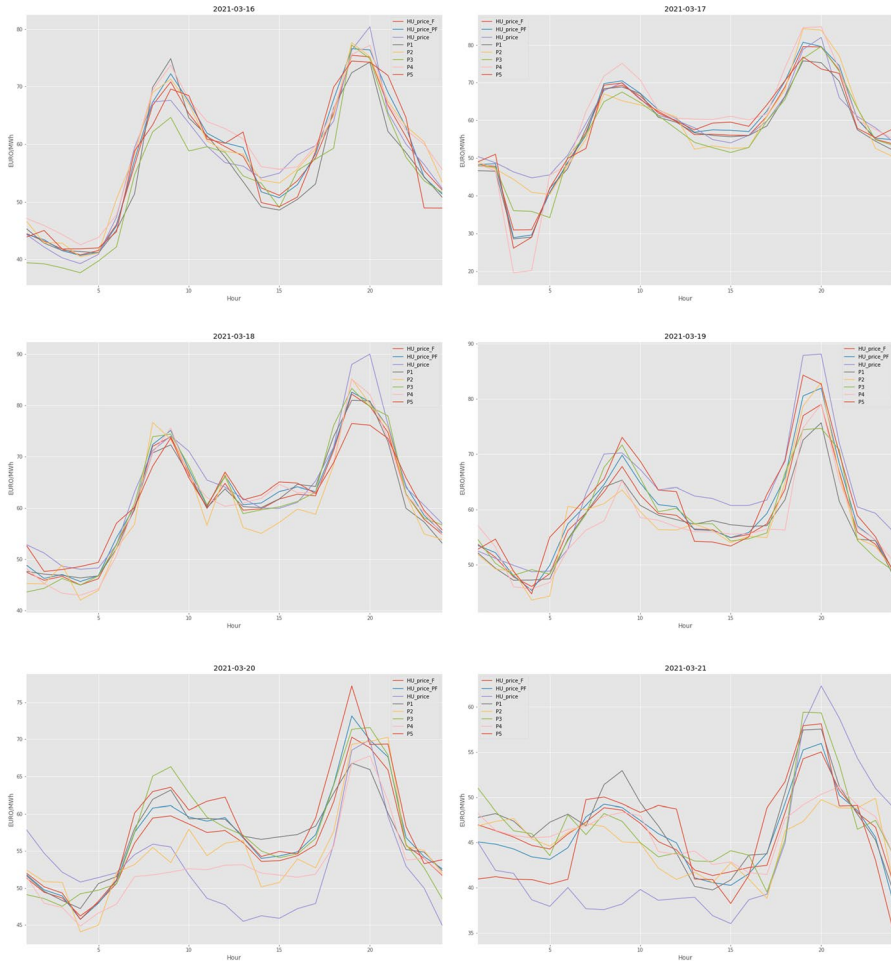 2021-03-16
80
70
60
50
40
EURO/MWh
5
10
15
20
Hour
HU_price_F
HU_price_PF
HU_price
P1
P2
P3
P4
P5
2021-03-17
80
70
60
50
40
30
20
EURO/MWh
5
10
15
20
Hour
HU_price_F
HU_price_PF
HU_price
P1
P2
P3
P4
P5
2021-03-18
90
80
70
60
50
40
EURO/MWh
5
10
15
20
Hour
HU_price_F
HU_price_PF
HU_price
P1
P2
P3
P4
P5
2021-03-19
90
80
70
60
50
EURO/MWh
5
10
15
20
Hour
HU_price_F
HU_price_PF
HU_price
P1
P2
P3
P4
P5
2021-03-20
75
70
65
60
55
50
45
EURO/MWh
5
10
15
20
Hour
HU_price_F
HU_price_PF
HU_price
P1
P2
P3
P4
P5
2021-03-21
60
55
50
45
40
35
EURO/MWh
5
10
15
20
Hour
HU_price_F
HU_price_PF
HU_price
P1
P2
P3
P4
P5